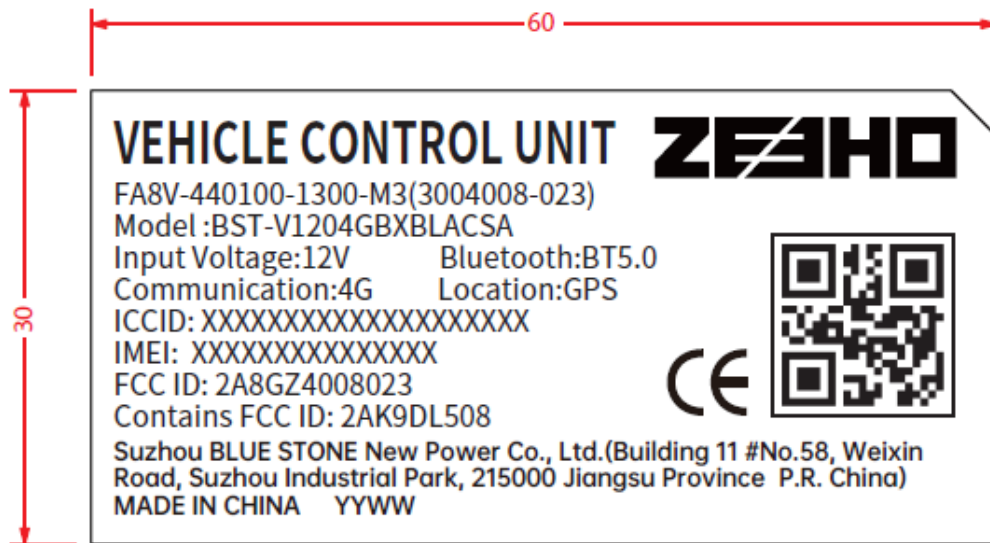 60
30
VEHICLE CONTROL UNIT
ZEEHO
FA8V-440100-1300-M3(3004008-023)
Model :BST-V1204GBXBLACSA
Input Voltage:12V Bluetooth:BT5.0
Communication:4G Location:GPS
ICCID: XXXXXXXXXXXXXXXXXXXX
IMEI: XXXXXXXXXXXXXXX
FCC ID: 2A8GZ4008023
Contains FCC ID: 2AK9DL508
CE
Suzhou BLUE STONE New Power Co., Ltd.(Building 11 #No.58, Weixin
Road, Suzhou Industrial Park, 215000 Jiangsu Province P.R. China)
MADE IN CHINA YYWW